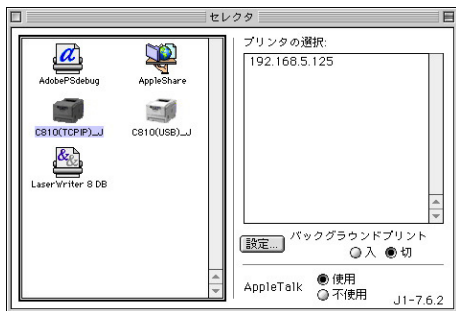 セレクタ
AdobePSdebug
AppleShare
C810(TCPIP)_J
C810(USB)_J
LaserWriter 8 DB
プリンタの選択:
192.168.5.125
設定...
バックグラウンドプリント
入 切
AppleTalk
使用
不使用
J1-7.6.2